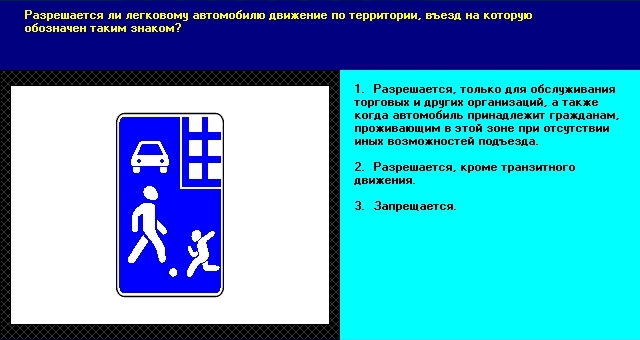 Разрешается ли легковому автомобилю движение по территории, въезд на которую
обозначен таким знаком?
1. Разрешается, только для обслуживания
торговых и других организаций, а также
когда автомобиль принадлежит гражданам,
проживающим в этой зоне при отсутствии
иных возможностей подъезда.
2. Разрешается, кроме транзитного
движения.
3. Запрещается.